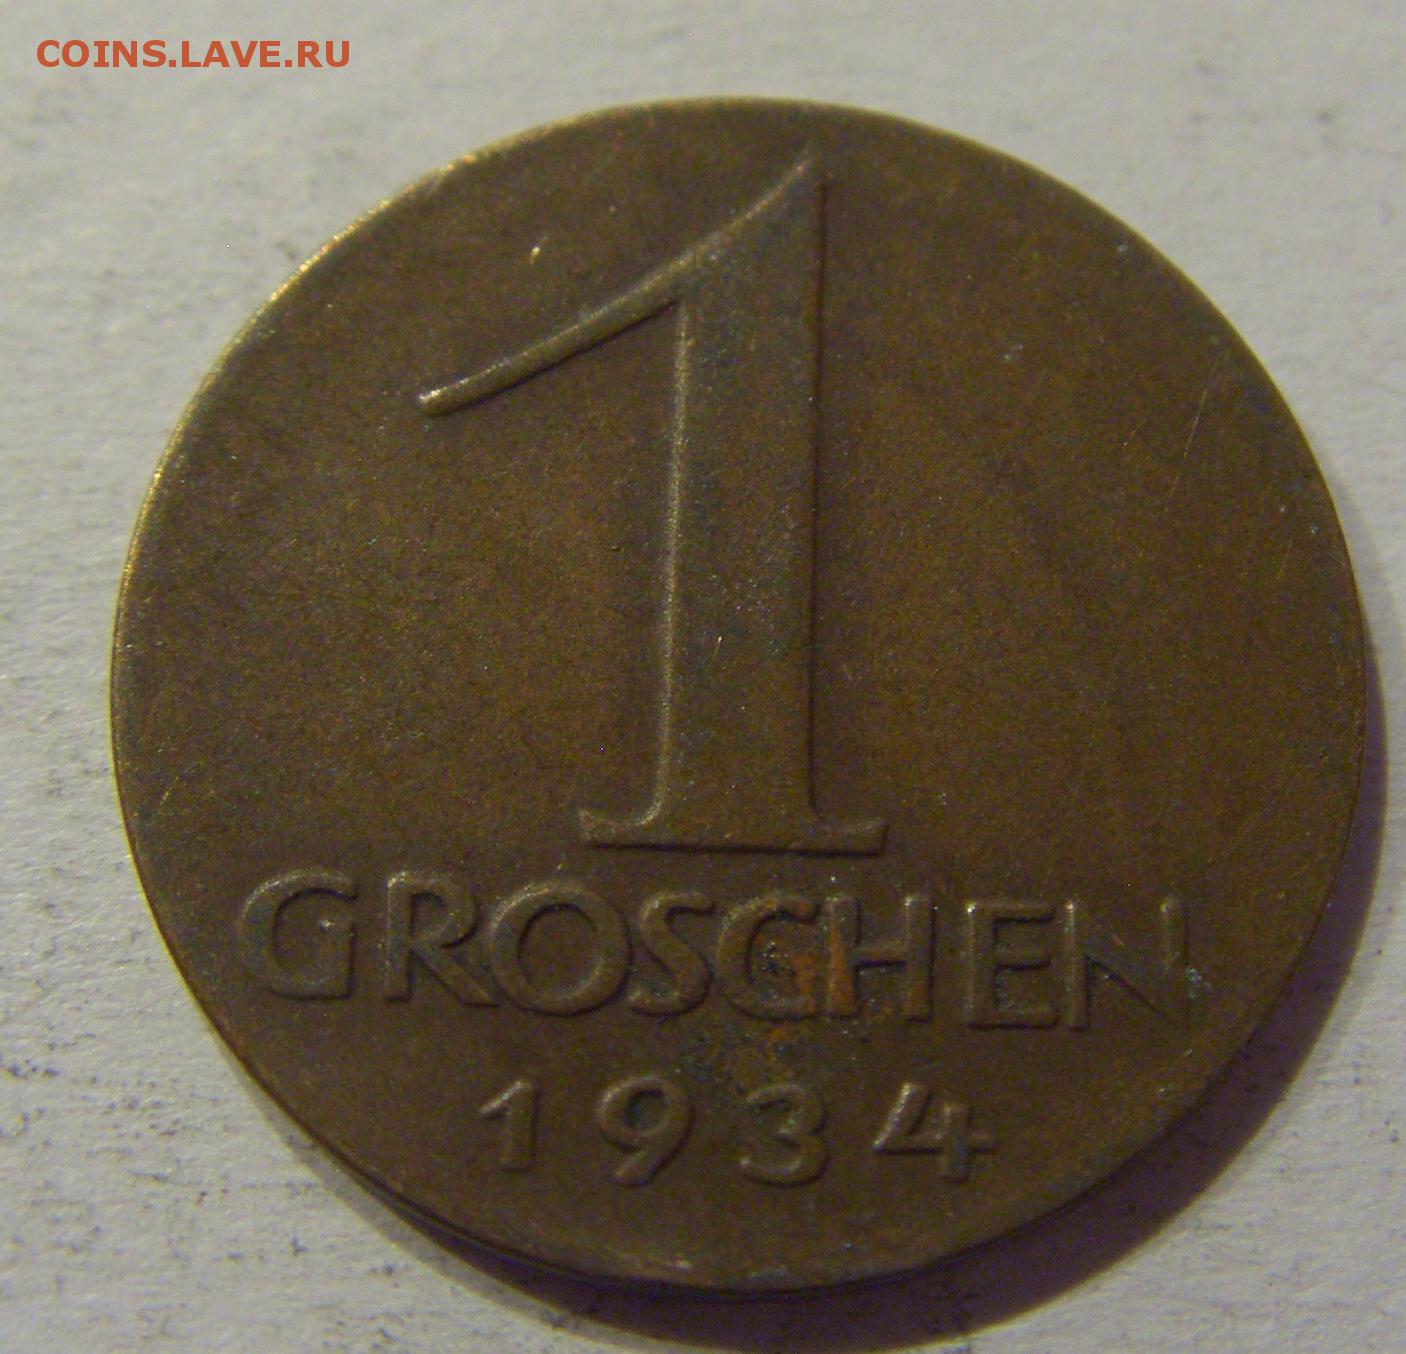 COINS.LAVE.RU
1
GROSCHEN
1934